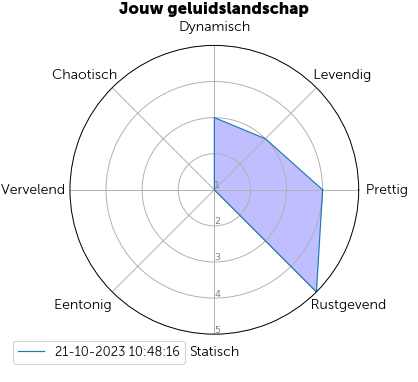 Jouw geluidslandschap
Dynamisch
Chaotisch
Levendig
Vervelend
1
Prettig
2
3
4
Eentonig
Rustgevend
5
21-10-2023 10:48:16
Statisch